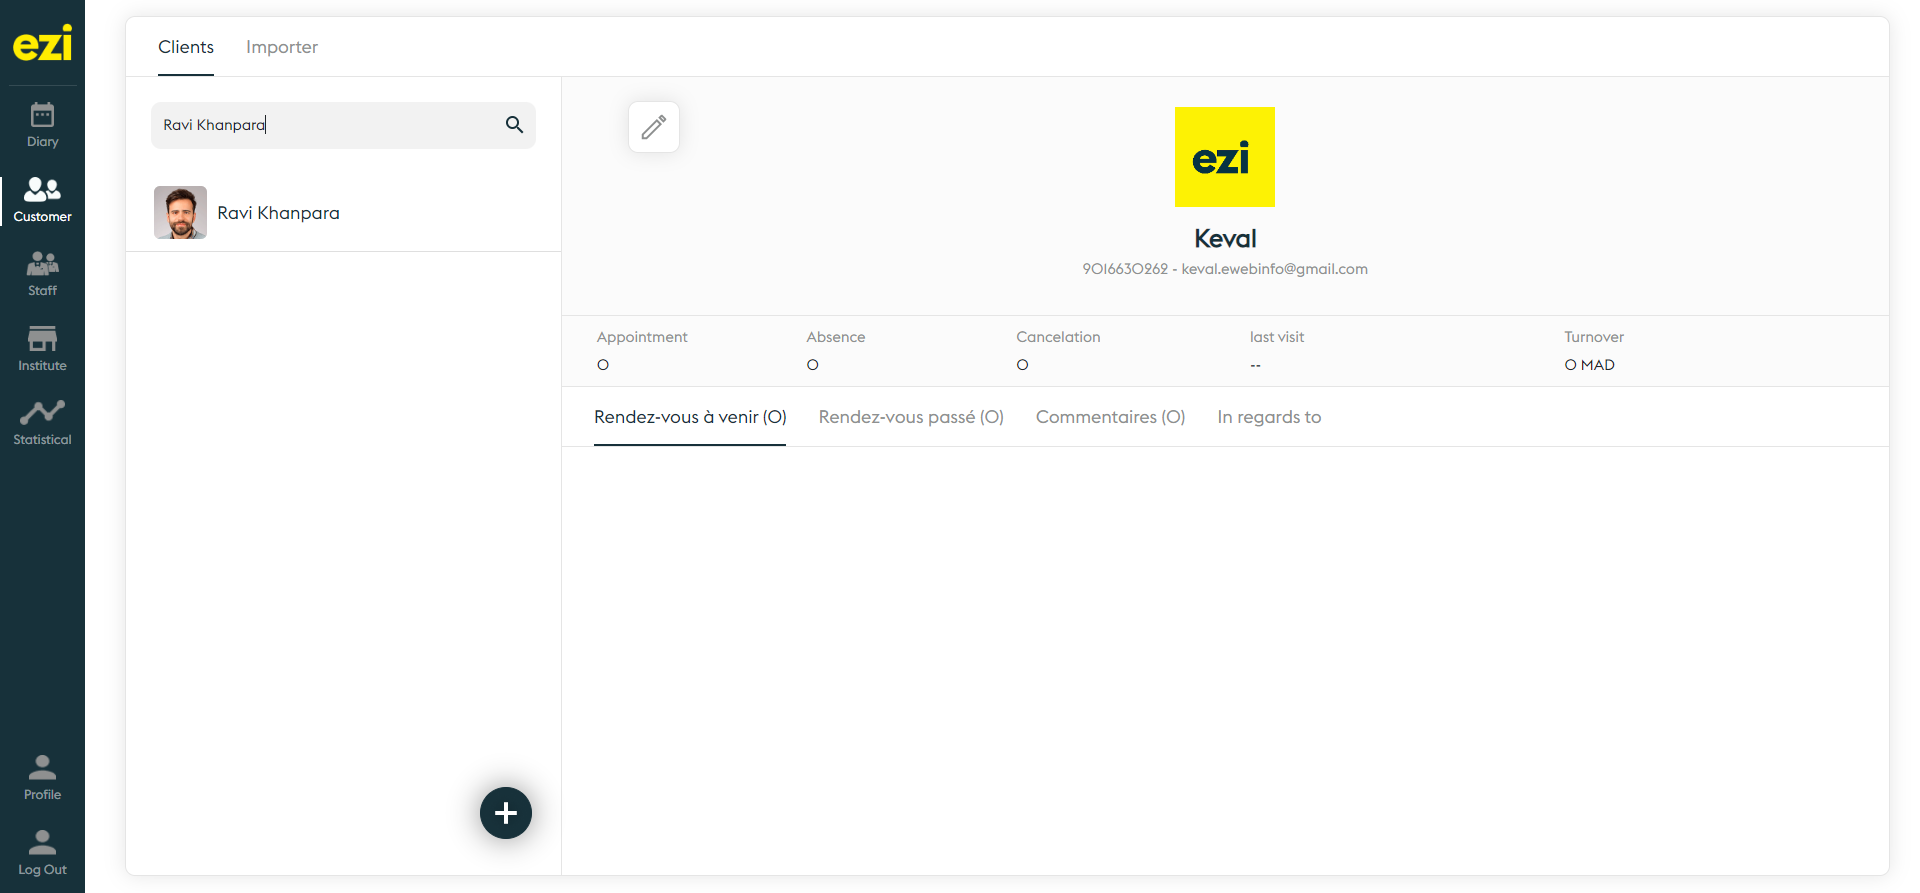 ezi
Diary
Customer
Staff
Institute
Statistical
Profile
Log Out
Clients
Importer
Ravi Khanpara
Ravi Khanpara
ezi
Keval
9016630262 - keval.ewebinfo@gmail.com
Appointment
0
Absence
0
Cancelation
0
last visit
--
Turnover
0 MAD
Rendez-vous à venir (0)
Rendez-vous passé (0)
Commentaires (0)
In regards to